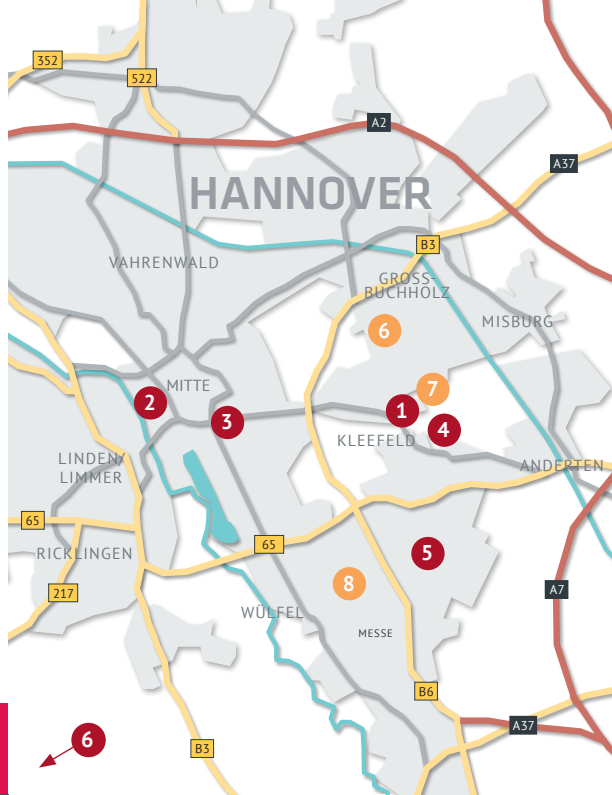 352
522
A2
A37
HANNOVER
B3
VAHRENWALD
GROSS-
BUCHHOLZ
MISBURG
6
7
MITTE
2
1
3
4
KLEEFELD
LINDEN/
LIMMER
ANDERTEN
65
65
RICKLINGEN
5
8
217
A7
WÜLFEL
MESSE
B6
A37
6
B3